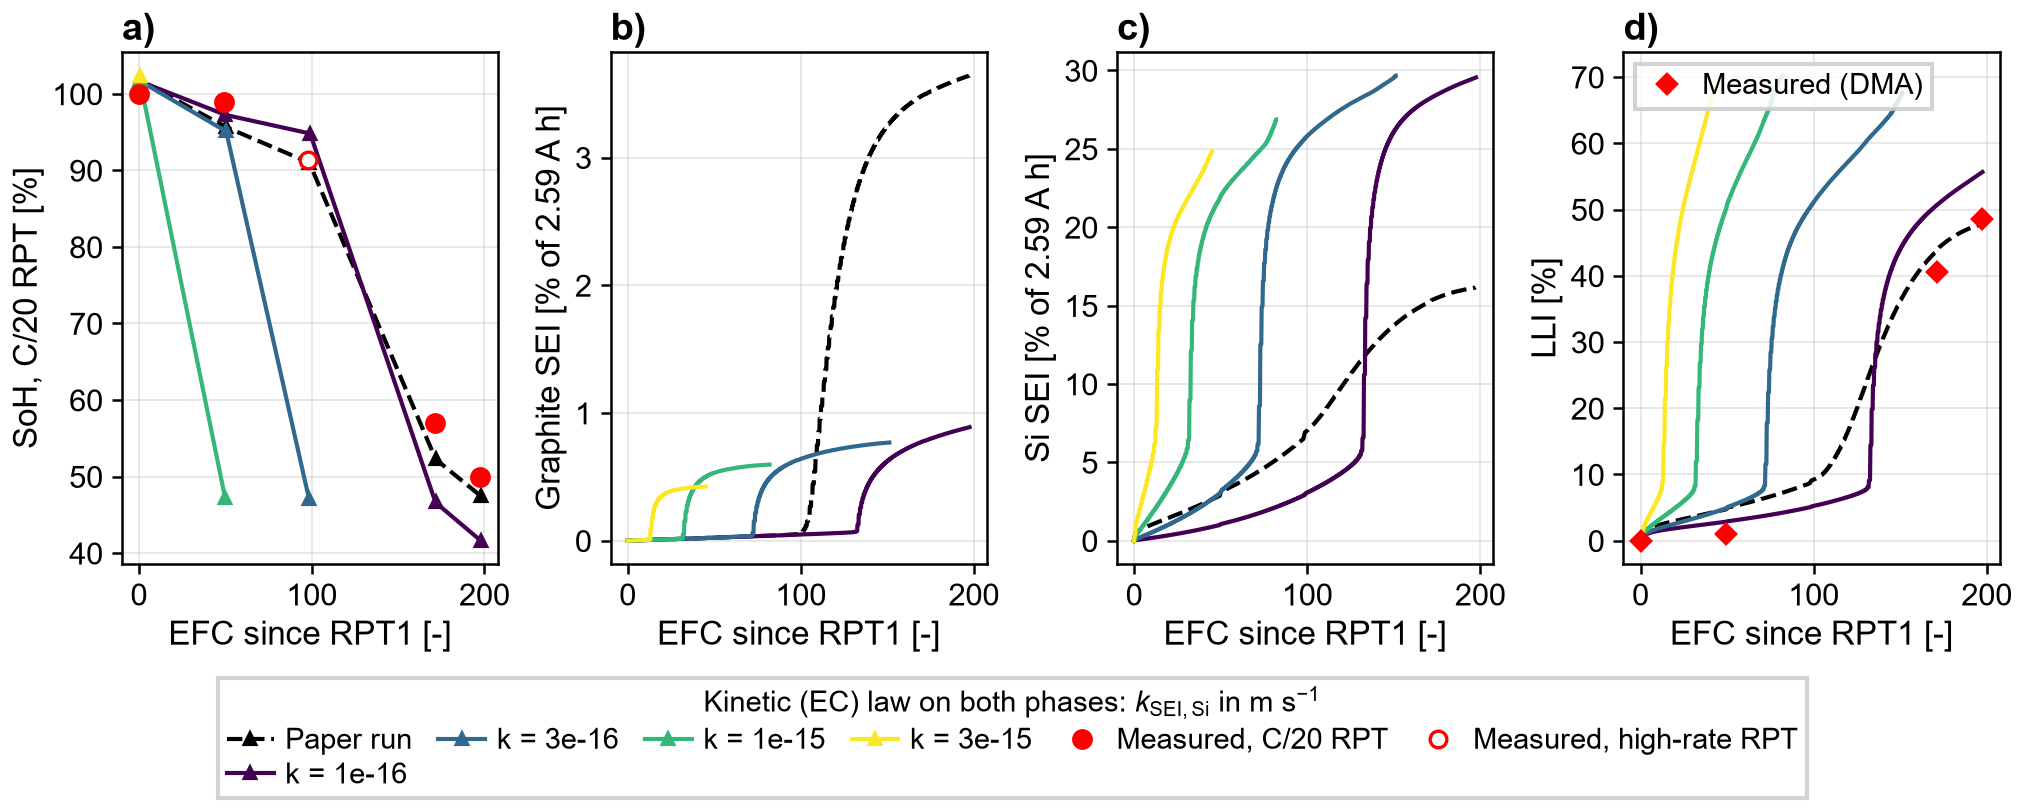 a)
b)
c)
d)
SoH, C/20 RPT [%]
100
90
80
70
60
50
40
0
100
200
EFC since RPT1 [-]
Graphite SEI [% of 2.59 A h]
3
2
1
0
0
100
200
EFC since RPT1 [-]
Si SEI [% of 2.59 A h]
30
25
20
15
10
5
0
0
100
200
EFC since RPT1 [-]
LLI [%]
70
60
50
40
30
20
10
0
0
100
200
EFC since RPT1 [-]
Measured (DMA)
Kinetic (EC) law on both phases: k_SEI, Si in m s⁻¹
Paper run
k = 1e-16
k = 3e-16
k = 1e-15
k = 3e-15
Measured, C/20 RPT
Measured, high-rate RPT